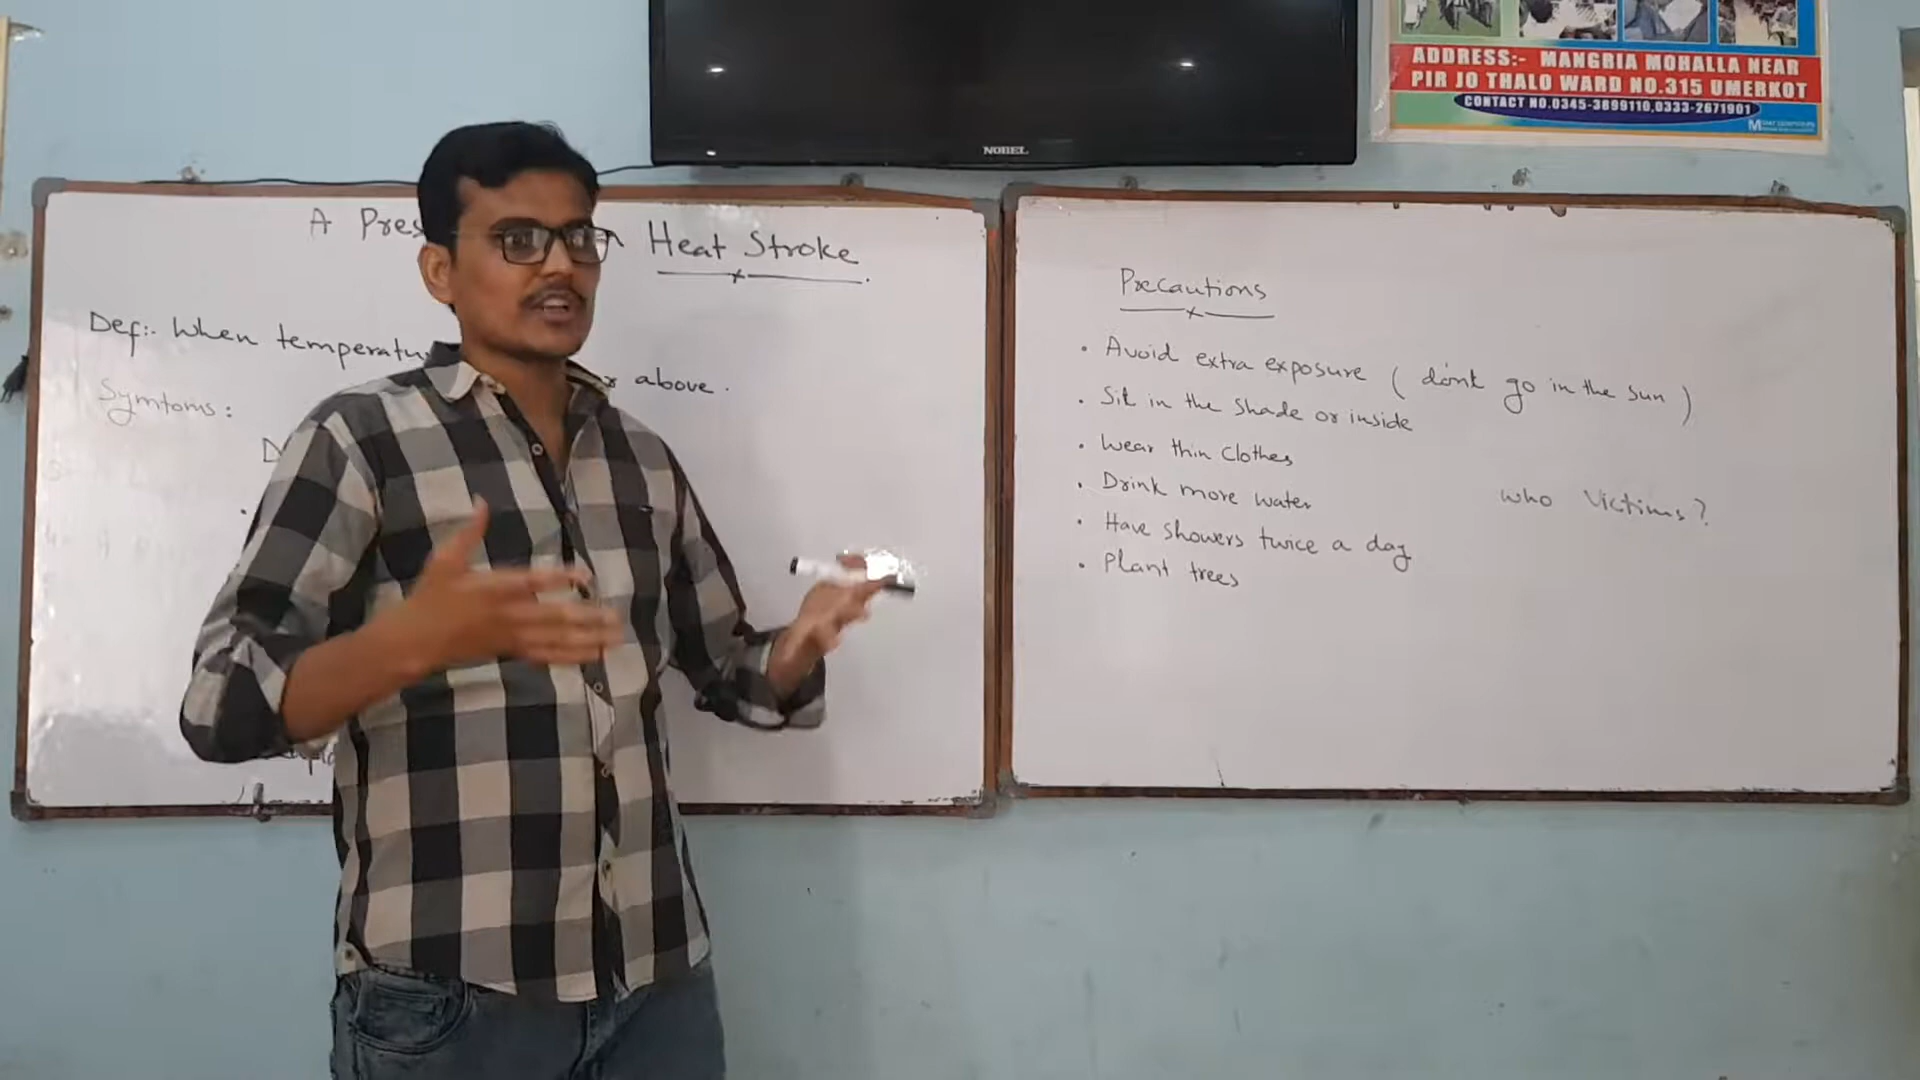 ADDRESS:- MANGRIA MOHALLA NEAR
PIR JO THALO WARD NO.315 UMERKOT
CONTACT NO.0345-3899110,0333-2671901
NOBEL
A Pres Heat Stroke
Def:- When temperatu
above.
Symtoms:
D
Precautions
• Avoid extra exposure ( don't go in the sun )
• Sit in the shade or inside
• Wear thin Clothes
• Drink more water
• Have showers twice a day
• Plant trees
who Victims?